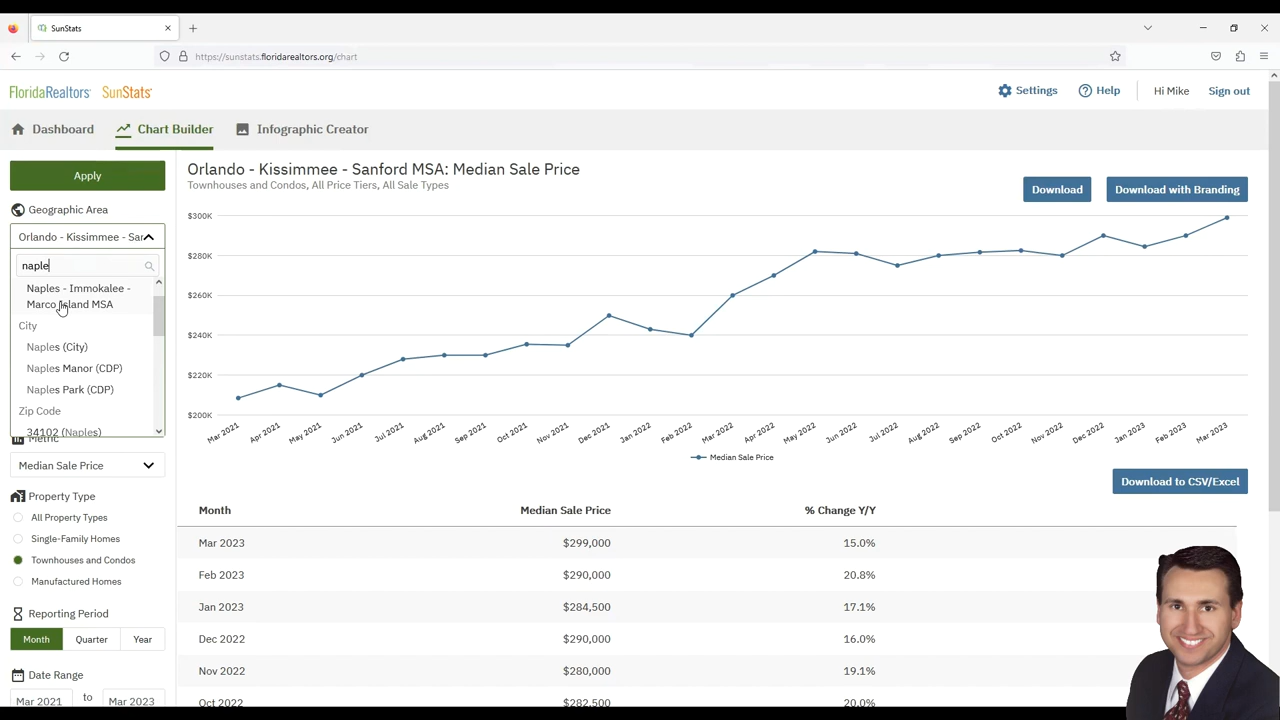 SunStats
https://sunstats.floridarealtors.org/chart
FloridaRealtors SunStats
Settings
Help
Hi Mike
Sign out
Dashboard
Chart Builder
Infographic Creator
Apply
Geographic Area
Orlando - Kissimmee - Sar
naple
Naples - Immokalee -
Marco Island MSA
City
Naples (City)
Naples Manor (CDP)
Naples Park (CDP)
Zip Code
34102 (Naples)
Metric
Median Sale Price
Property Type
All Property Types
Single-Family Homes
Townhouses and Condos
Manufactured Homes
Reporting Period
Month Quarter Year
Date Range
Mar 2021 to Mar 2023
Orlando - Kissimmee - Sanford MSA: Median Sale Price
Townhouses and Condos, All Price Tiers, All Sale Types
Download
Download with Branding
$300K
$280K
$260K
$240K
$220K
$200K
Mar 2021 Apr 2021 May 2021 Jun 2021 Jul 2021 Aug 2021 Sep 2021 Oct 2021 Nov 2021 Dec 2021 Jan 2022 Feb 2022 Mar 2022 Apr 2022 May 2022 Jun 2022 Jul 2022 Aug 2022 Sep 2022 Oct 2022 Nov 2022 Dec 2022 Jan 2023 Feb 2023 Mar 2023
Median Sale Price
Download to CSV/Excel
Month Median Sale Price % Change Y/Y
Mar 2023 $299,000 15.0%
Feb 2023 $290,000 20.8%
Jan 2023 $284,500 17.1%
Dec 2022 $290,000 16.0%
Nov 2022 $280,000 19.1%
Oct 2022 $282,500 20.0%